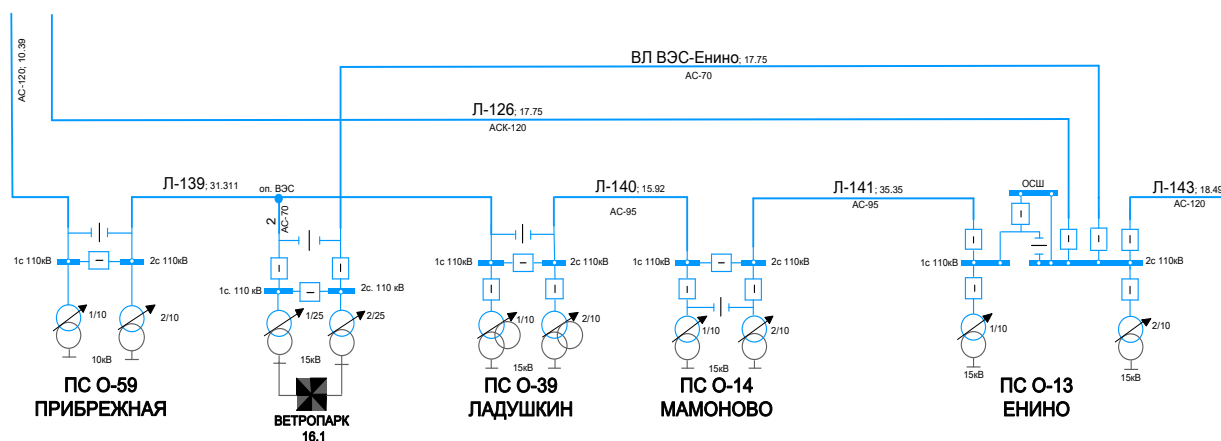 АС-120; 10.39
ВЛ ВЭС-Енино; 17.75
АС-70
Л-126; 17.75
АСК-120
Л-139; 31.311
оп. ВЭС
2
АС-70
Л-140; 15.92
АС-95
Л-141; 35.35
АС-95
ОСШ
Л-143; 18.49
АС-120
1с 110кВ
2с 110кВ
1с. 110 кВ
2с. 110 кВ
1с 110кВ
2с 110кВ
1с 110кВ
2с 110кВ
1с 110кВ
2с 110кВ
1/10
2/10
1/25
2/25
1/10
2/10
1/10
2/10
1/10
2/10
10кВ
15кВ
15кВ
15кВ
15кВ
15кВ
ПС О-59
ПРИБРЕЖНАЯ
ВЕТРОПАРК
16,1
ПС О-39
ЛАДУШКИН
ПС О-14
МАМОНОВО
ПС О-13
ЕНИНО